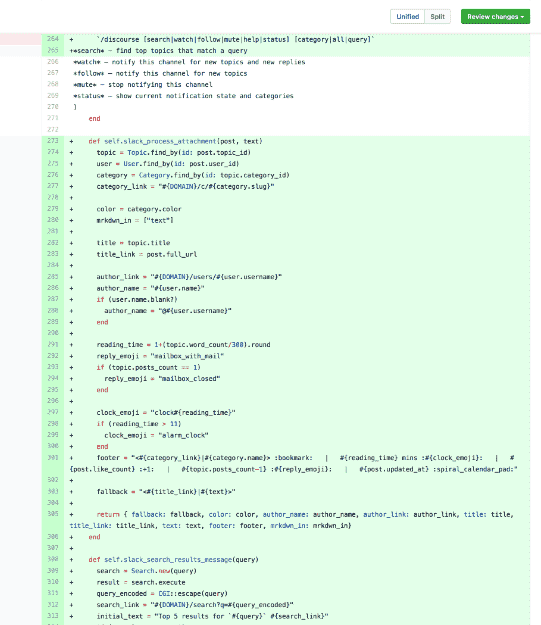 Unified Split Review changes
264 + `/discourse [search|watch|follow|mute|help|status] [category|all|query]`
265 +*search* – find top topics that match a query
266 *watch* – notify this channel for new topics and new replies
267 *follow* – notify this channel for new topics
268 *mute* – stop notifying this channel
269 *status* – show current notification state and categories
270 )
271 end
272
273 + def self.slack_process_attachment(post, text)
274 + topic = Topic.find_by(id: post.topic_id)
275 + user = User.find_by(id: post.user_id)
276 + category = Category.find_by(id: topic.category_id)
277 + category_link = "#{DOMAIN}/c/#{category.slug}"
278 +
279 + color = category.color
280 + mrkdwn_in = ["text"]
281 +
282 + title = topic.title
283 + title_link = post.full_url
284 +
285 + author_link = "#{DOMAIN}/users/#{user.username}"
286 + author_name = "#{user.name}"
287 + if (user.name.blank?)
288 + author_name = "@#{user.username}"
289 + end
290 +
291 + reading_time = 1+(topic.word_count/300).round
292 + reply_emoji = "mailbox_with_mail"
293 + if (topic.posts_count == 1)
294 + reply_emoji = "mailbox_closed"
295 + end
296 +
297 + clock_emoji = "clock#{reading_time}"
298 + if (reading_time > 11)
299 + clock_emoji = "alarm_clock"
300 + end
301 + footer = "<#{category_link}|#{category.name}> :bookmark: | #{reading_time} mins :#{clock_emoji}: | #
{post.like_count} :+1: | #{topic.posts_count-1} :#{reply_emoji}: | #{post.updated_at} :spiral_calendar_pad:"
302 +
303 + fallback = "<#{title_link}|#{text}>"
304 +
305 + return { fallback: fallback, color: color, author_name: author_name, author_link: author_link, title: title,
title_link: title_link, text: text, footer: footer, mrkdwn_in: mrkdwn_in}
306 + end
307 +
308 + def self.slack_search_results_message(query)
309 + search = Search.new(query)
310 + result = search.execute
311 + query_encoded = CGI::escape(query)
312 + search_link = "#{DOMAIN}/search?q=#{query_encoded}"
313 + initial_text = "Top 5 results for `#{query}` #{search_link}"